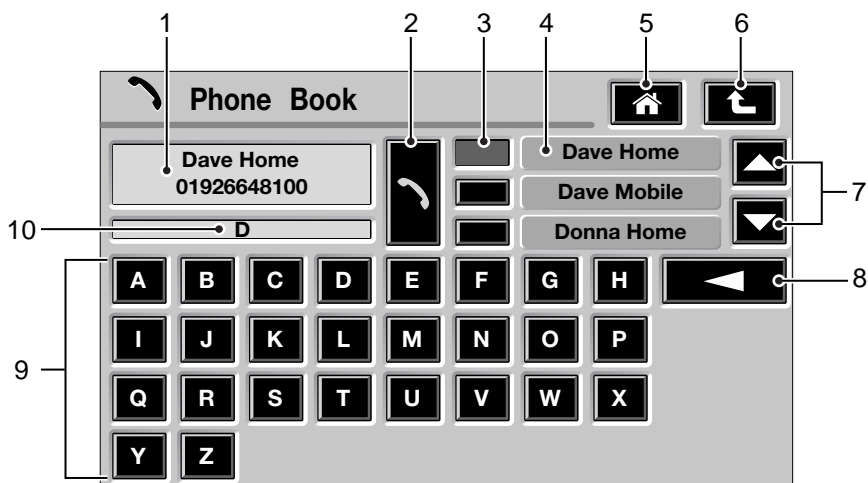 1 2 3 4 5 6
Phone Book
Dave Home
01926648100
Dave Home
Dave Mobile
Donna Home
7
10
D
8
9
A B C D E F G H
I J K L M N O P
Q R S T U V W X
Y Z